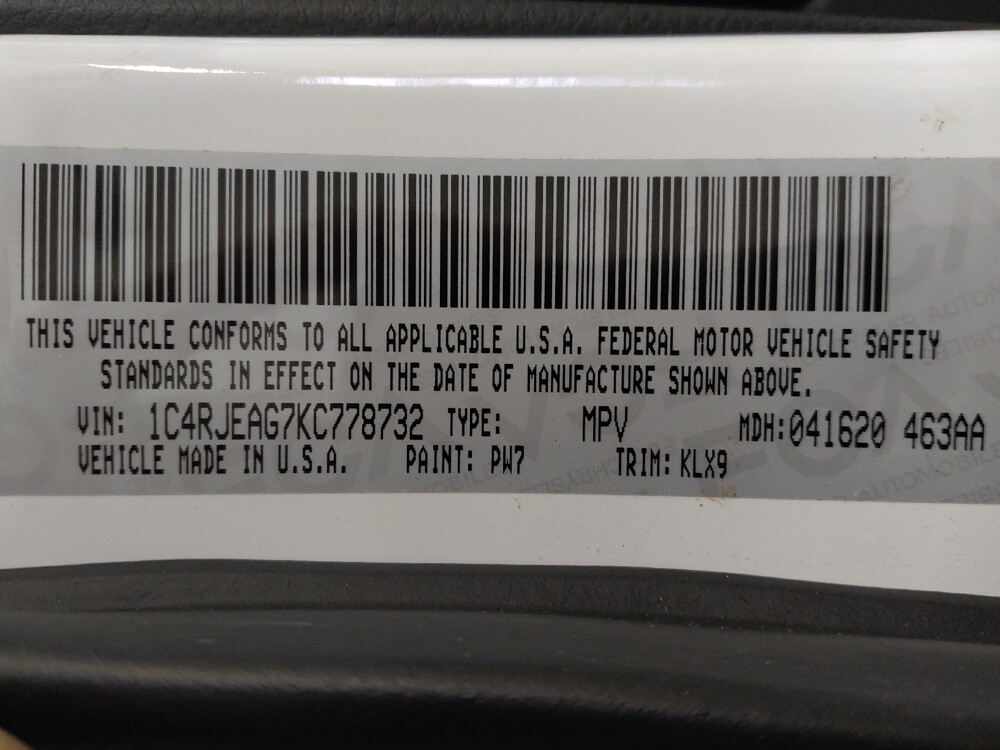 THIS VEHICLE CONFORMS TO ALL APPLICABLE U.S.A. FEDERAL MOTOR VEHICLE SAFETY
STANDARDS IN EFFECT ON THE DATE OF MANUFACTURE SHOWN ABOVE.
VIN: 1C4RJEAG7KC778732 TYPE: MPV MDH:041620 463AA
VEHICLE MADE IN U.S.A. PAINT: PW7 TRIM: KLX9